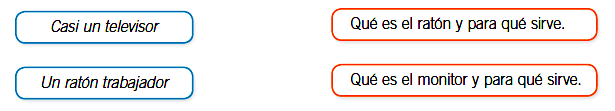 Casi un televisor
Qué es el ratón y para qué sirve.
Un ratón trabajador
Qué es el monitor y para qué sirve.